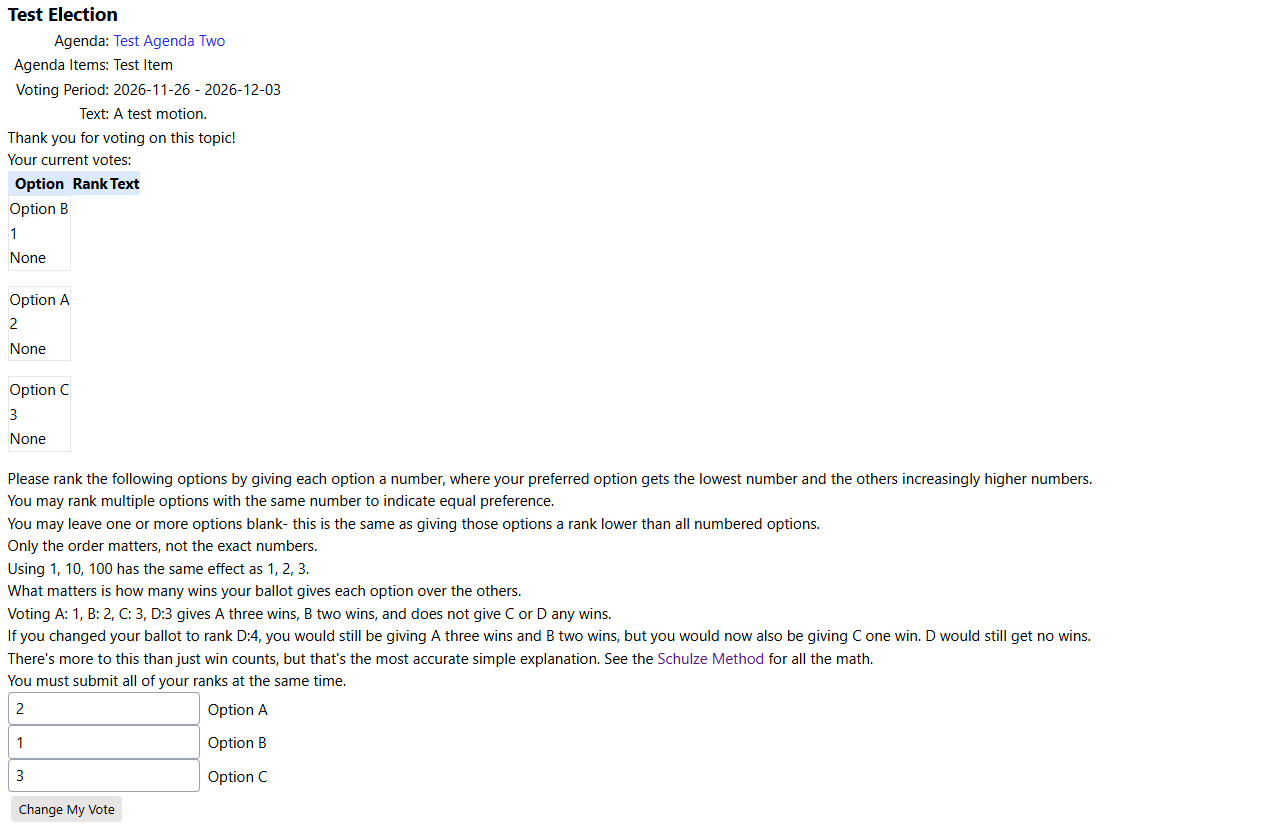 Test Election
Agenda: Test Agenda Two
Agenda Items: Test Item
Voting Period: 2026-11-26 - 2026-12-03
Text: A test motion.
Thank you for voting on this topic!
Your current votes:
Option Rank Text
Option B
1
None
Option A
2
None
Option C
3
None
Please rank the following options by giving each option a number, where your preferred option gets the lowest number and the others increasingly higher numbers.
You may rank multiple options with the same number to indicate equal preference.
You may leave one or more options blank- this is the same as giving those options a rank lower than all numbered options.
Only the order matters, not the exact numbers.
Using 1, 10, 100 has the same effect as 1, 2, 3.
What matters is how many wins your ballot gives each option over the others.
Voting A: 1, B: 2, C: 3, D:3 gives A three wins, B two wins, and does not give C or D any wins.
If you changed your ballot to rank D:4, you would still be giving A three wins and B two wins, but you would now also be giving C one win. D would still get no wins.
There's more to this than just win counts, but that's the most accurate simple explanation. See the Schulze Method for all the math.
You must submit all of your ranks at the same time.
2 Option A
1 Option B
3 Option C
Change My Vote